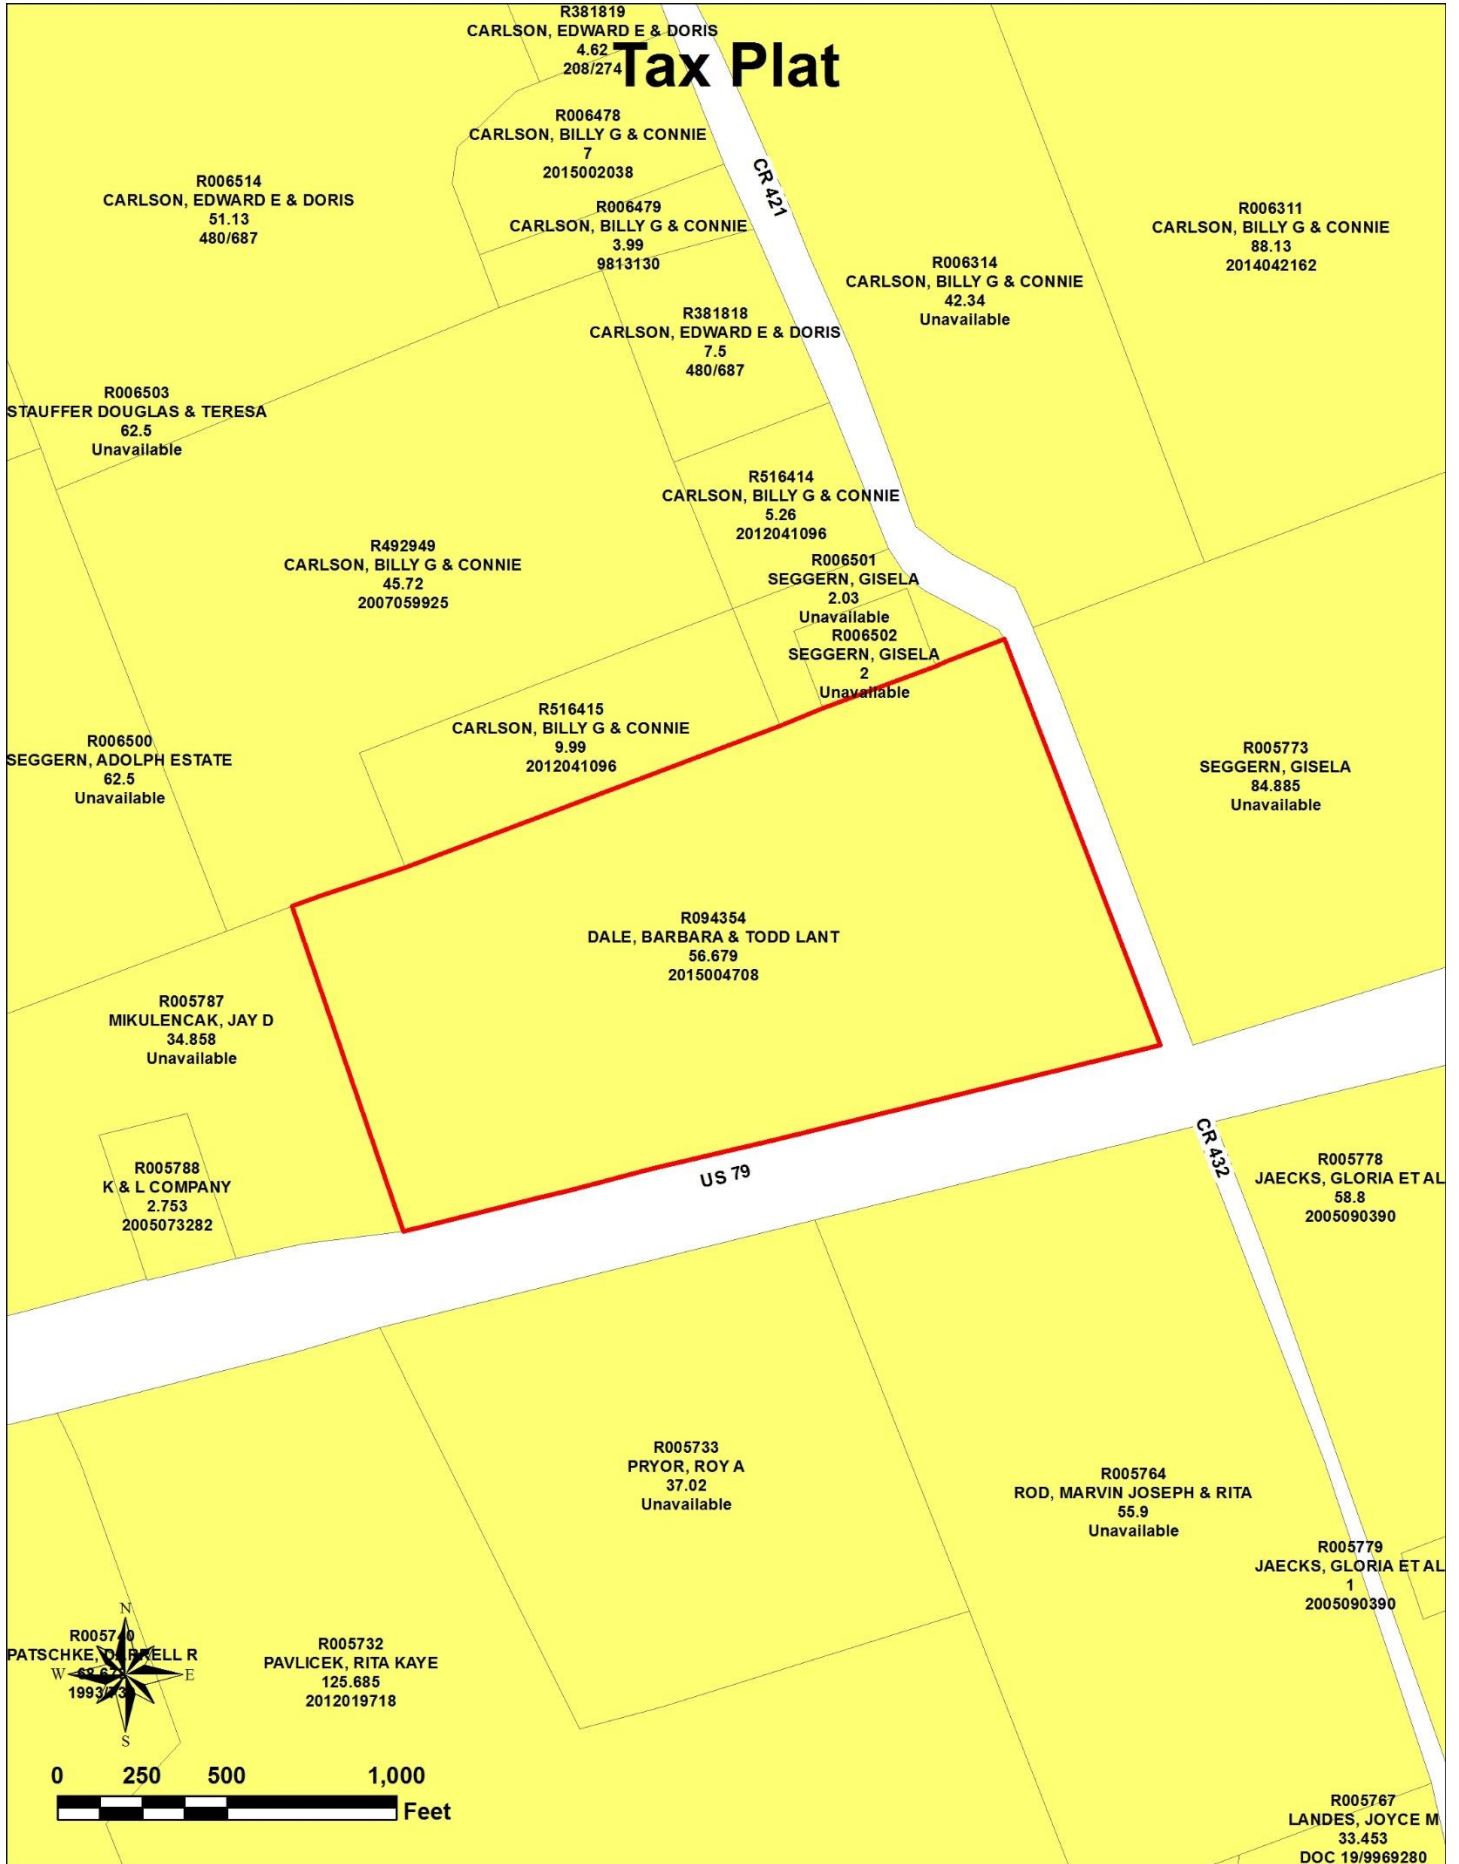 R381819
CARLSON, EDWARD E & DORIS
4.62
208/274
Tax Plat
R006478
CARLSON, BILLY G & CONNIE
7
2015002038
CR 421
R006514
CARLSON, EDWARD E & DORIS
51.13
480/687
R006479
CARLSON, BILLY G & CONNIE
3.99
9813130
R006311
CARLSON, BILLY G & CONNIE
88.13
2014042162
R006314
CARLSON, BILLY G & CONNIE
42.34
Unavailable
R381818
CARLSON, EDWARD E & DORIS
7.5
480/687
R006503
STAUFFER DOUGLAS & TERESA
62.5
Unavailable
R516414
CARLSON, BILLY G & CONNIE
5.26
2012041096
R492949
CARLSON, BILLY G & CONNIE
45.72
2007059925
R006501
SEGGERN, GISELA
2.03
Unavailable
R006502
SEGGERN, GISELA
2
Unavailable
R516415
CARLSON, BILLY G & CONNIE
9.99
2012041096
R006500
SEGGERN, ADOLPH ESTATE
62.5
Unavailable
R005773
SEGGERN, GISELA
84.885
Unavailable
R094354
DALE, BARBARA & TODD LANT
56.679
2015004708
R005787
MIKULENCAK, JAY D
34.858
Unavailable
R005788
K & L COMPANY
2.753
2005073282
US 79
CR 432
R005778
JAECKS, GLORIA ET AL
58.8
2005090390
R005733
PRYOR, ROY A
37.02
Unavailable
R005764
ROD, MARVIN JOSEPH & RITA
55.9
Unavailable
R005779
JAECKS, GLORIA ET AL
1
2005090390
N
R005740
PATSCHKE, DARRELL R
W E
S
R005732
PAVLICEK, RITA KAYE
125.685
2012019718
0 250 500 1,000
Feet
R005767
LANDES, JOYCE M
33.453
DOC 19/9969280